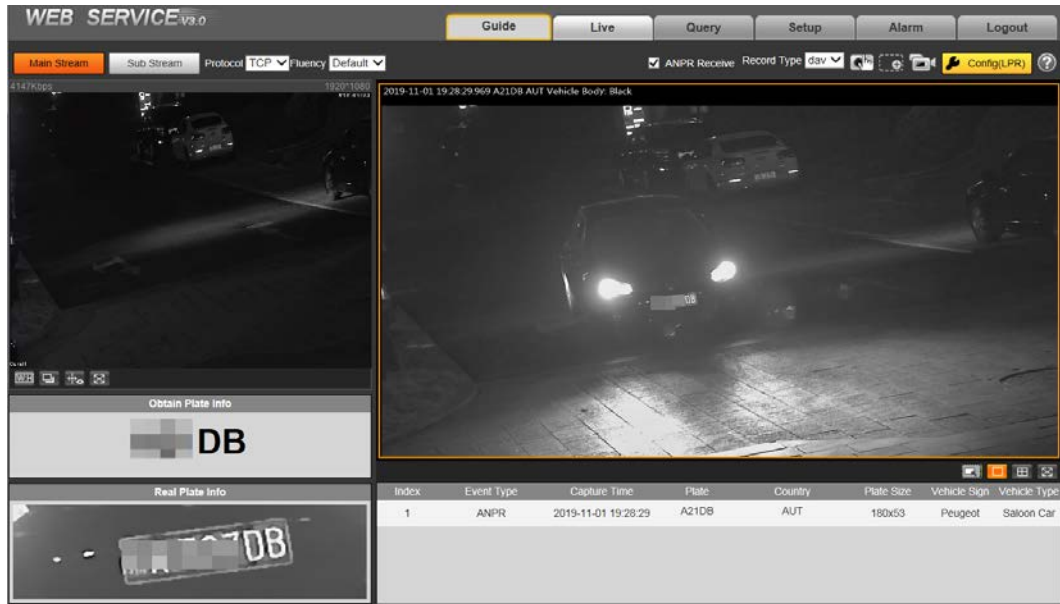 WEB SERVICE V3.0
Guide Live Query Setup Alarm Logout
Main Stream Sub Stream Protocol TCP Fluency Default ANPR Receive Record Type dav Config(LPR) ?
4147Kbps 1920*1080
2019-11-01 19:28:29:969 A21DB AUT Vehicle Body: Black
DB
W:H
Obtain Plate Info
DB
Real Plate Info
DB
Index Event Type Capture Time Plate Country Plate Size Vehicle Sign Vehicle Type
1 ANPR 2019-11-01 19:28:29 A21DB AUT 180x53 Peugeot Saloon Car